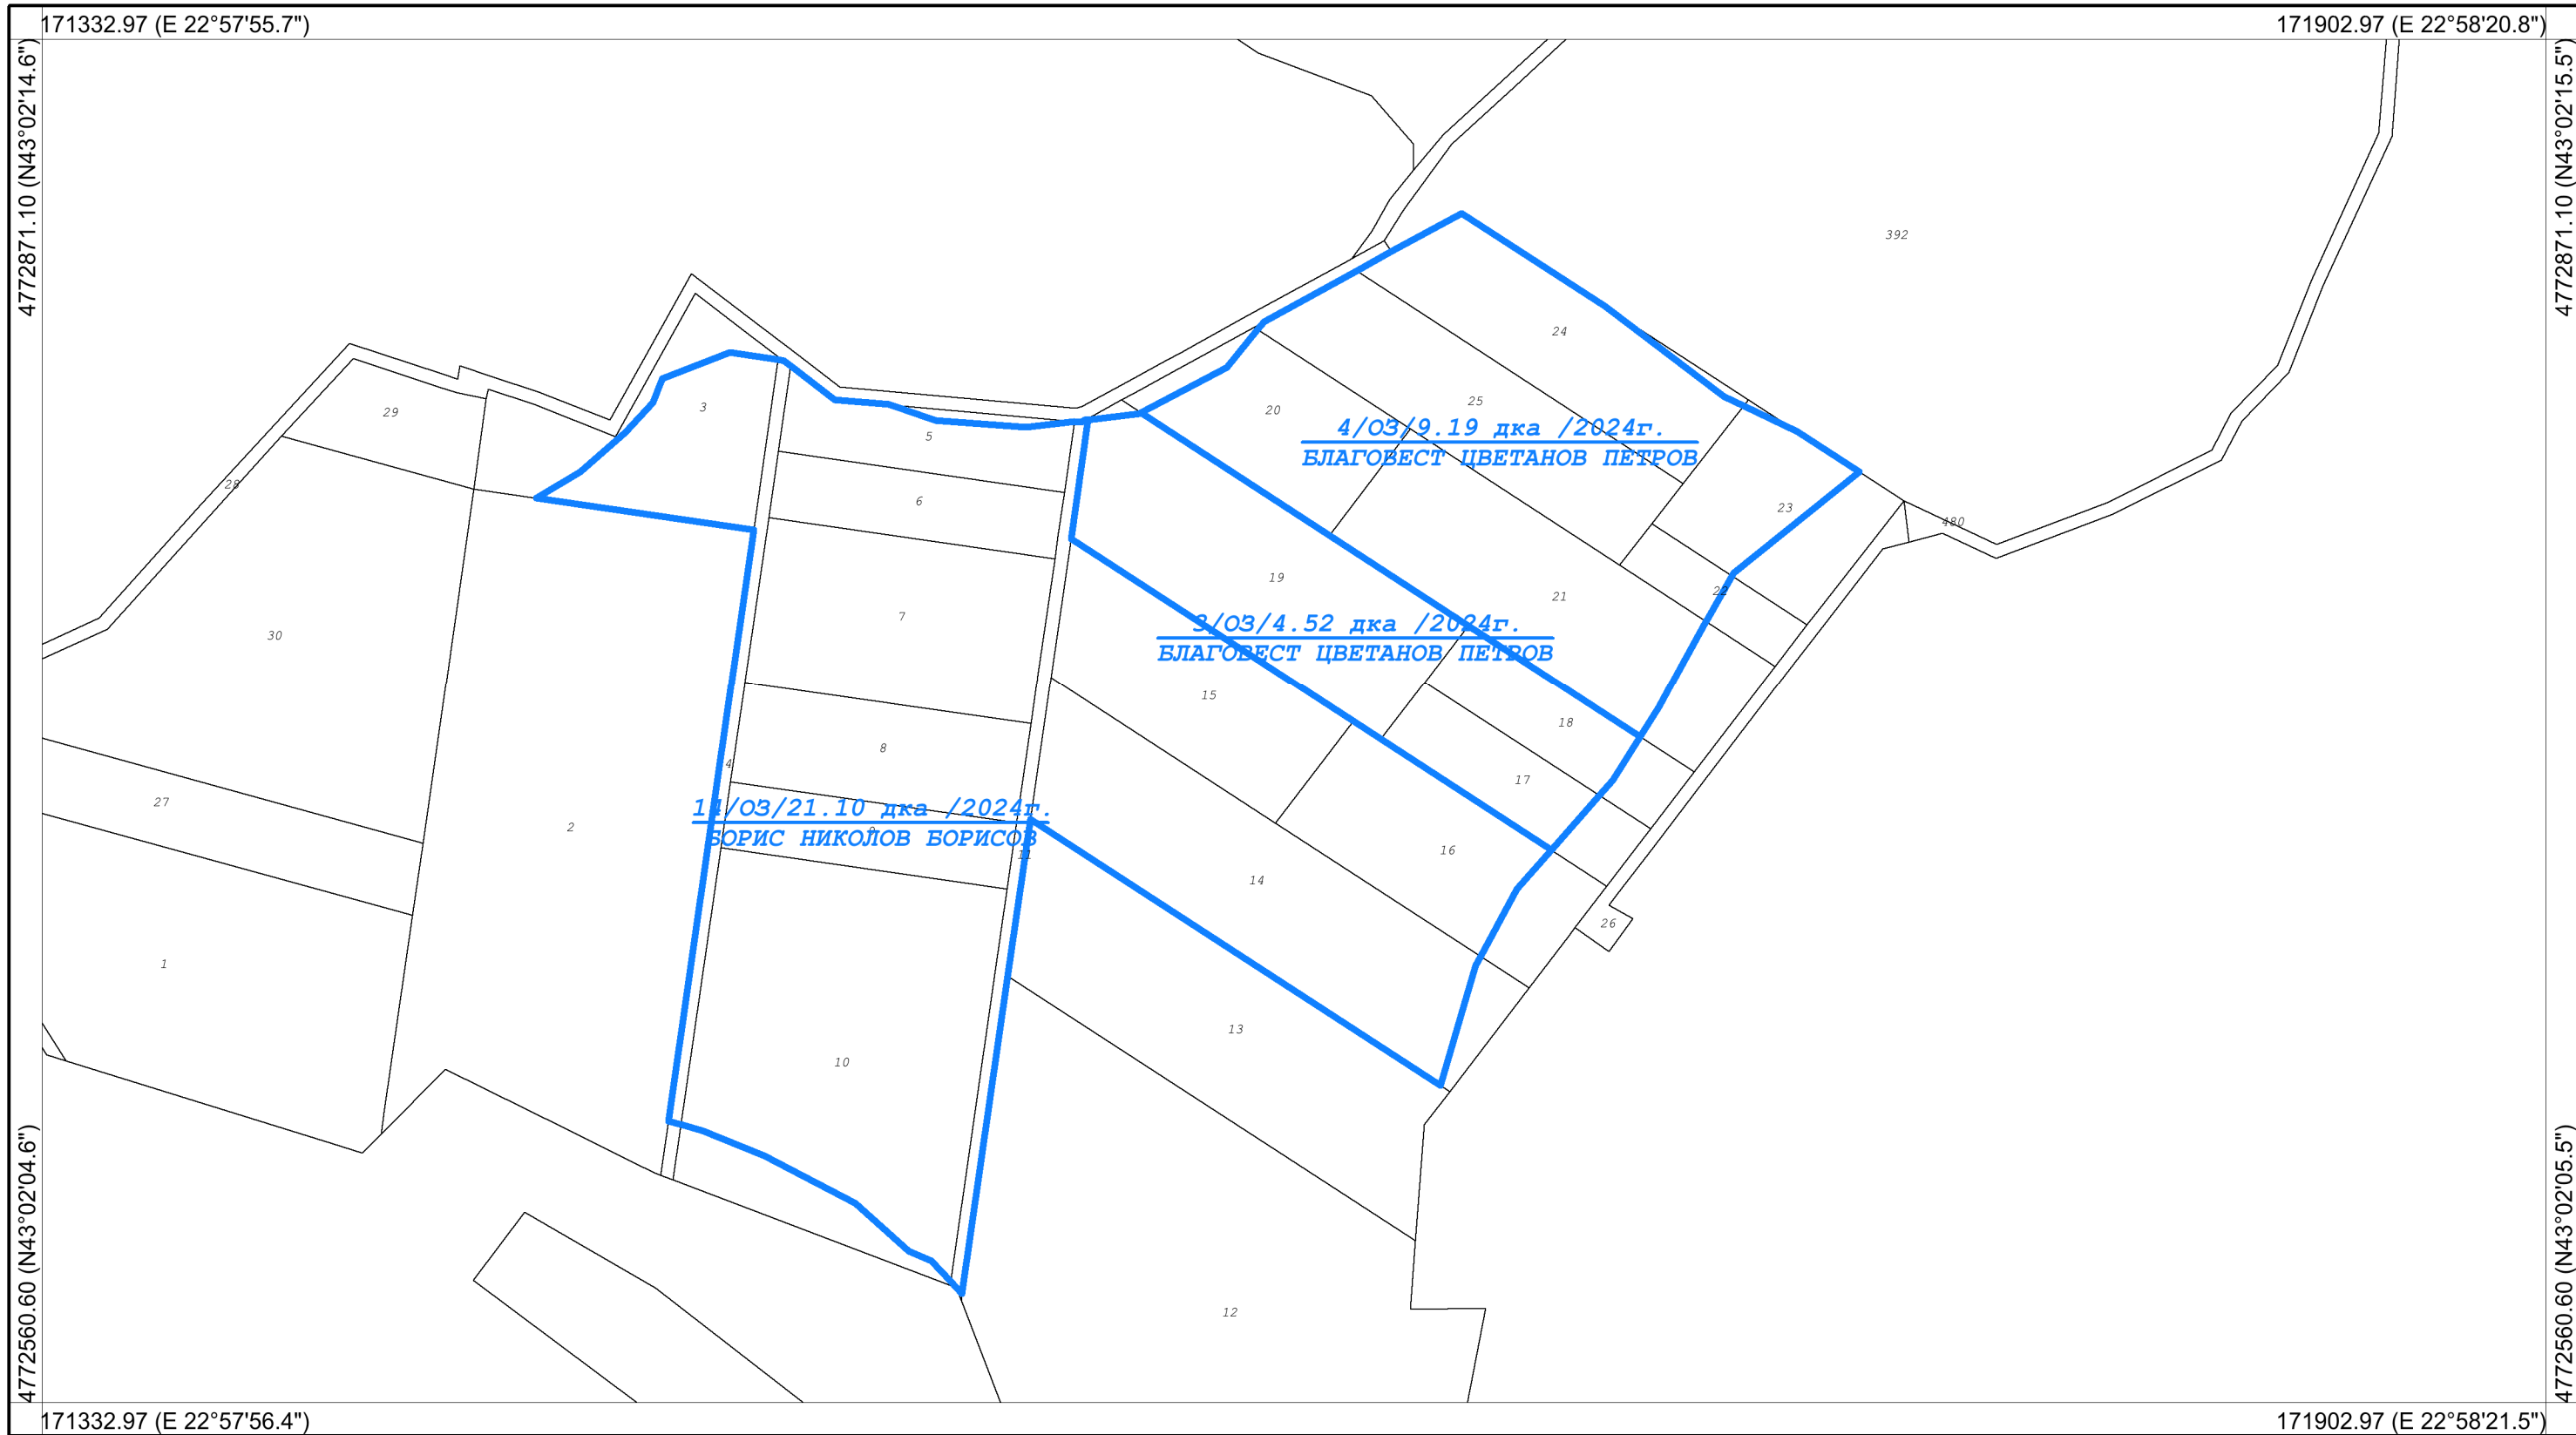 171332.97 (E 22°57'55.7")
171902.97 (E 22°58'20.8")
4772871.10 (N43°02'14.6")
4772871.10 (N43°02'15.5")
392
24
29
3
20
25
5
4/ОЗ/9.19 дка /2024г.
БЛАГОВЕСТ ЦВЕТАНОВ ПЕТРОВ
28
6
23
480
19
22
21
7
3/ОЗ/4.52 дка /2024г.
30
БЛАГОВЕСТ ЦВЕТАНОВ ПЕТРОВ
15
18
8
4
17
27
14/ОЗ/21.10 дка /2024г.
2
9
БОРИС НИКОЛОВ БОРИСОВ
11
16
14
26
1
13
10
12
4772560.60 (N43°02'04.6")
4772560.60 (N43°02'05.5")
171332.97 (E 22°57'56.4")
171902.97 (E 22°58'21.5")